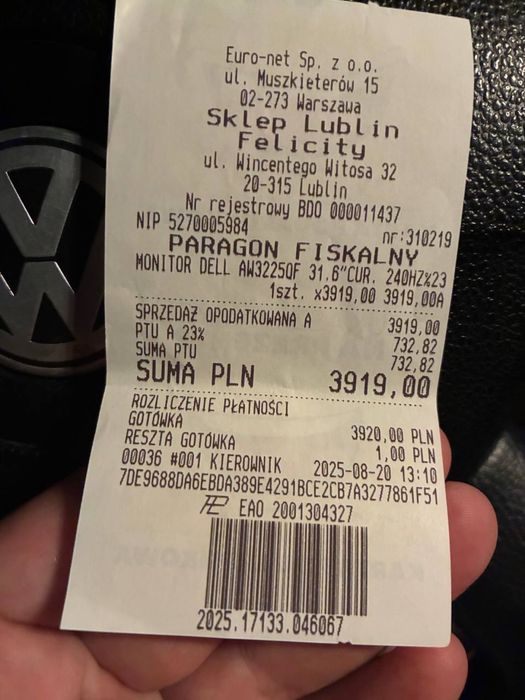 Euro-net Sp. z o.o.
ul. Muszkieterów 15
02-273 Warszawa
Sklep Lublin
Felicity
ul. Wincentego Witosa 32
20-315 Lublin
Nr rejestrowy BDO 000011437
NIP 5270005984 nr:310219
PARAGON FISKALNY
MONITOR DELL AW3225QF 31.6"CUR. 240HZ%23
1szt. x3919,00 3919,00A
SPRZEDAŻ OPODATKOWANA A 3919,00
PTU A 23% 732,82
SUMA PTU 732,82
SUMA PLN 3919,00
ROZLICZENIE PŁATNOŚCI
GOTÓWKA 3920,00 PLN
RESZTA GOTÓWKA 1,00 PLN
00036 #001 KIEROWNIK 2025-08-20 13:10
7DE9688DA6EBDA389E4291BCE2CB7A3277861F51
EAO 2001304327
2025.17133.046067